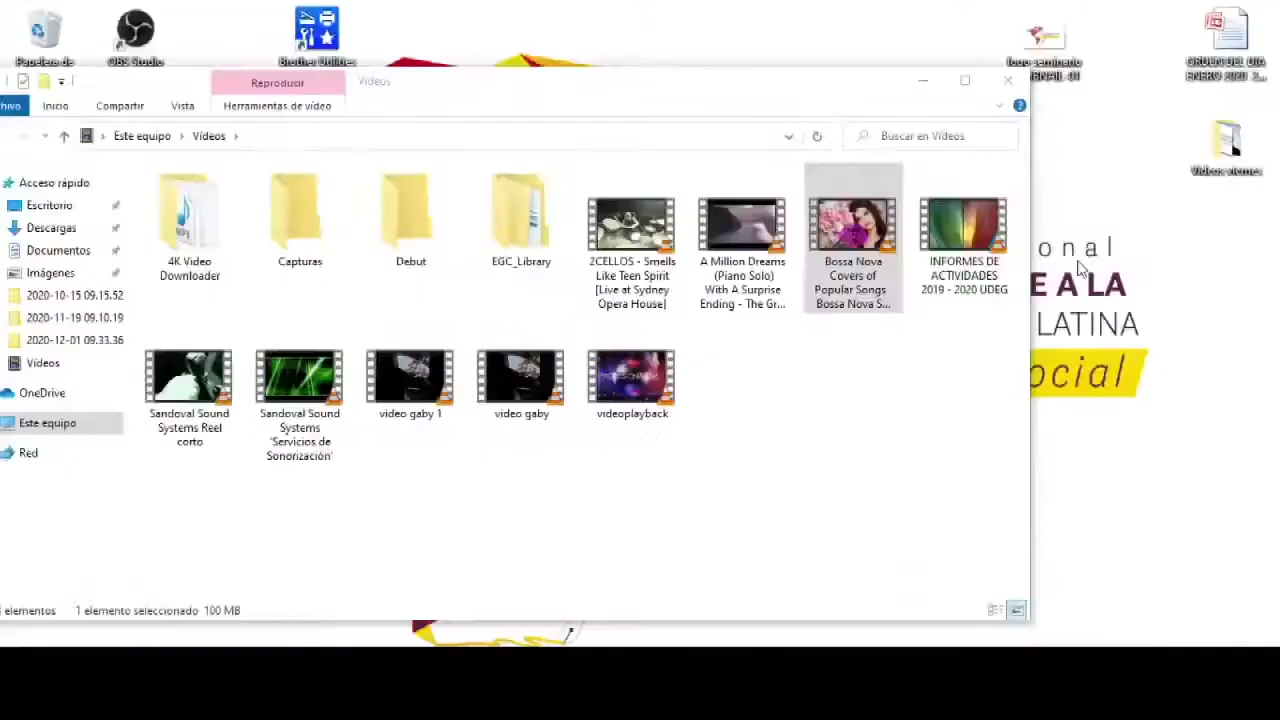 Papelera de
OBS Studio
Brother Utilities
logo seminario
ORDEN DEL DIA
ENERO 2020
Videos viernes
Reproducir
Vídeos
hivo
Inicio
Compartir
Vista
Herramientas de vídeo
Este equipo
Vídeos
Buscar en Vídeos
Acceso rápido
Escritorio
Descargas
Documentos
Imágenes
2020-10-15 09.15.52
2020-11-19 09.10.19
2020-12-01 09.33.36
Vídeos
OneDrive
Este equipo
Red
4K Video
Downloader
Capturas
Debut
EGC_Library
2CELLOS - Smells
Like Teen Spirit
[Live at Sydney
Opera House]
A Million Dreams
(Piano Solo)
With A Surprise
Ending - The Gr...
Bossa Nova
Covers of
Popular Songs
Bossa Nova S...
INFORMES DE
ACTIVIDADES
2019 - 2020 UDEG
Sandoval Sound
Systems Reel
corto
Sandoval Sound
Systems
'Servicios de
Sonorización'
video gaby 1
video gaby
videoplayback
onal
E A LA
LATINA
ocial
elementos
1 elemento seleccionado 100 MB